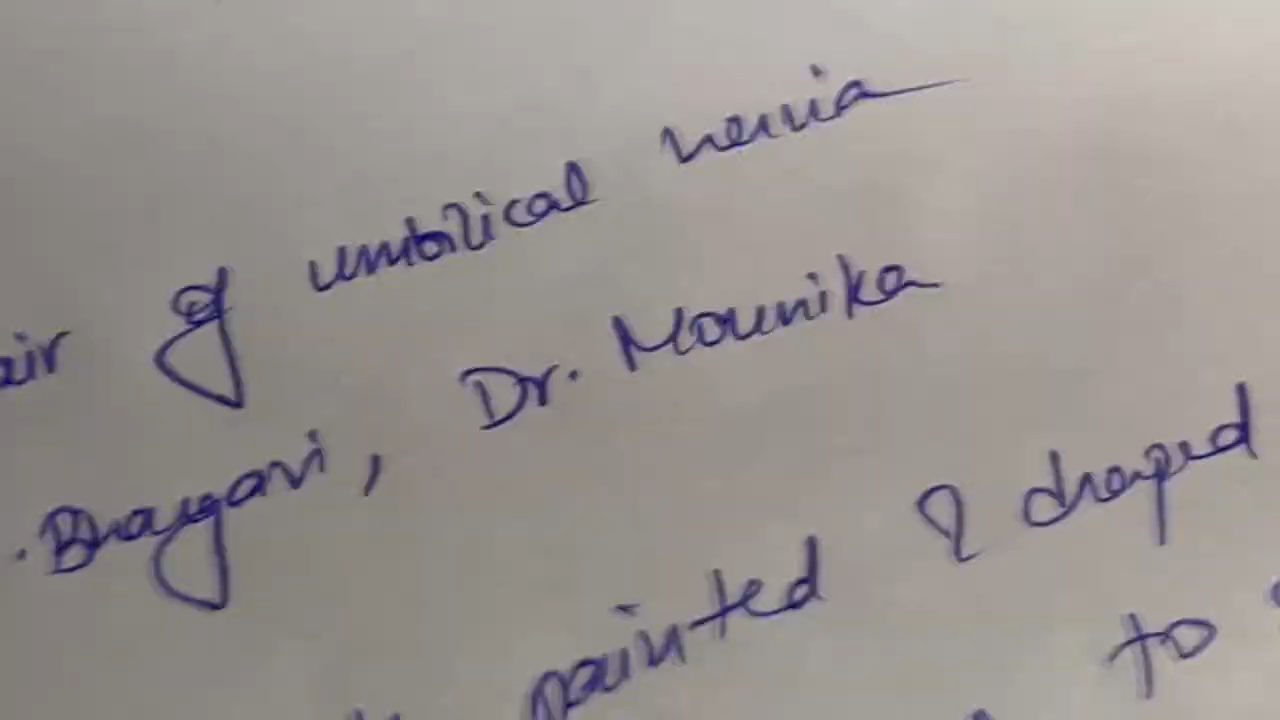 air of umbilical hernia
. Bhargavi, Dr. Mounika
painted & draped
to